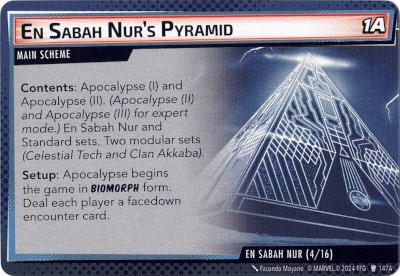 EN SABAH NUR'S PYRAMID
1A
MAIN SCHEME
Contents: Apocalypse (I) and
Apocalypse (II). (Apocalypse (II)
and Apocalypse (III) for expert
mode.) En Sabah Nur and
Standard sets. Two modular sets
(Celestial Tech and Clan Akkaba).
Setup: Apocalypse begins
the game in BIOMORPH form.
Deal each player a facedown
encounter card.
EN SABAH NUR (4/16)
Facundo Moyano © MARVEL © 2024 FFG 147A